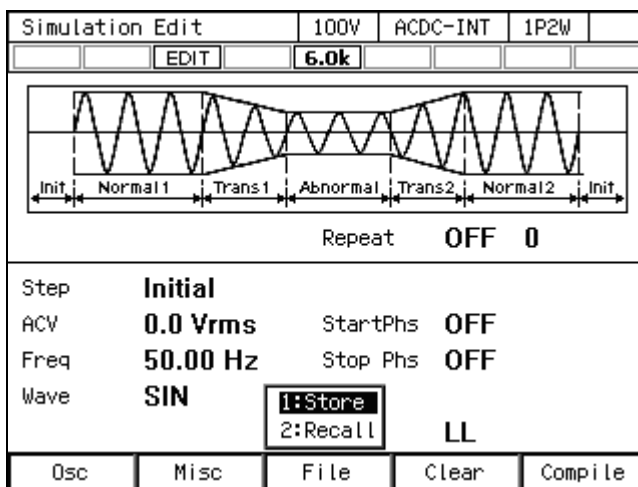 Simulation Edit 100V ACDC-INT 1P2W
EDIT 6.0k
Init Normal1 Trans1 Abnormal Trans2 Normal2 Init
Repeat OFF 0
Step Initial
ACV 0.0 Vrms StartPhs OFF
Freq 50.00 Hz Stop Phs OFF
Wave SIN
1:Store
2:Recall LL
Osc Misc File Clear Compile